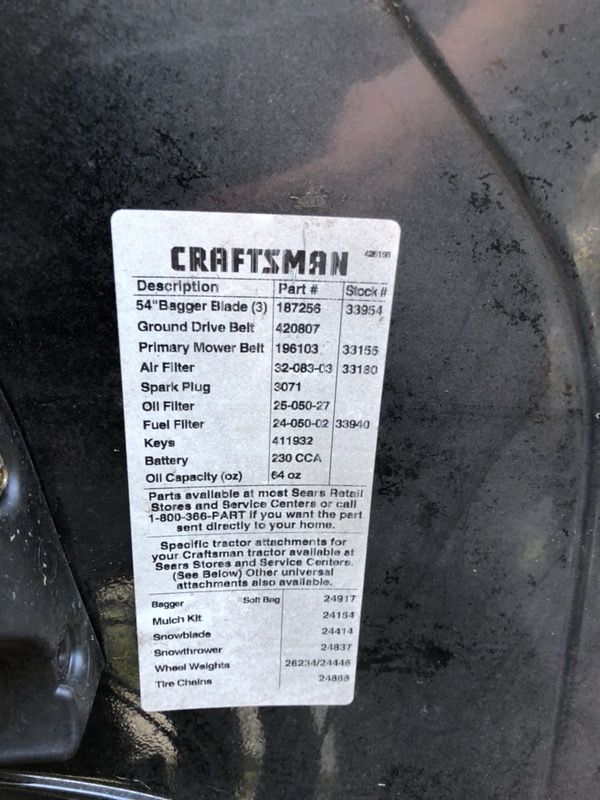 CRAFTSMAN 426156
Description Part # Stock #
54"Bagger Blade (3) 187256 33954
Ground Drive Belt 420807
Primary Mower Belt 196103 33155
Air Filter 32-083-03 33180
Spark Plug 3071
Oil Filter 25-050-27
Fuel Filter 24-050-02 33940
Keys 411932
Battery 230 CCA
Oil Capacity (oz) 64 oz
Parts available at most Sears Retail
Stores and Service Centers or call
1-800-366-PART if you want the part
sent directly to your home.
Specific tractor attachments for
your Craftsman tractor available at
Sears Stores and Service Centers.
(See Below) Other universal
attachments also available.
Bagger Soft Bag 24917
Mulch Kit 24154
Snowblade 24414
Snowthrower 24837
Wheel Weights 26234/24446
Tire Chains 24868